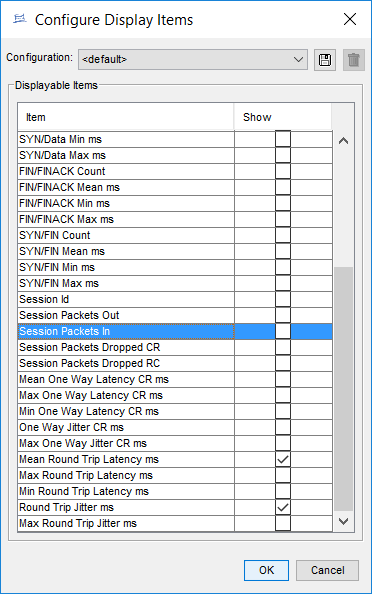 Configure Display Items
Configuration: <default>
Displayable Items
Item Show
SYN/Data Min ms
SYN/Data Max ms
FIN/FINACK Count
FIN/FINACK Mean ms
FIN/FINACK Min ms
FIN/FINACK Max ms
SYN/FIN Count
SYN/FIN Mean ms
SYN/FIN Min ms
SYN/FIN Max ms
Session Id
Session Packets Out
Session Packets In
Session Packets Dropped CR
Session Packets Dropped RC
Mean One Way Latency CR ms
Max One Way Latency CR ms
Min One Way Latency CR ms
One Way Jitter CR ms
Max One Way Jitter CR ms
Mean Round Trip Latency ms
Max Round Trip Latency ms
Min Round Trip Latency ms
Round Trip Jitter ms
Max Round Trip Jitter ms
OK Cancel